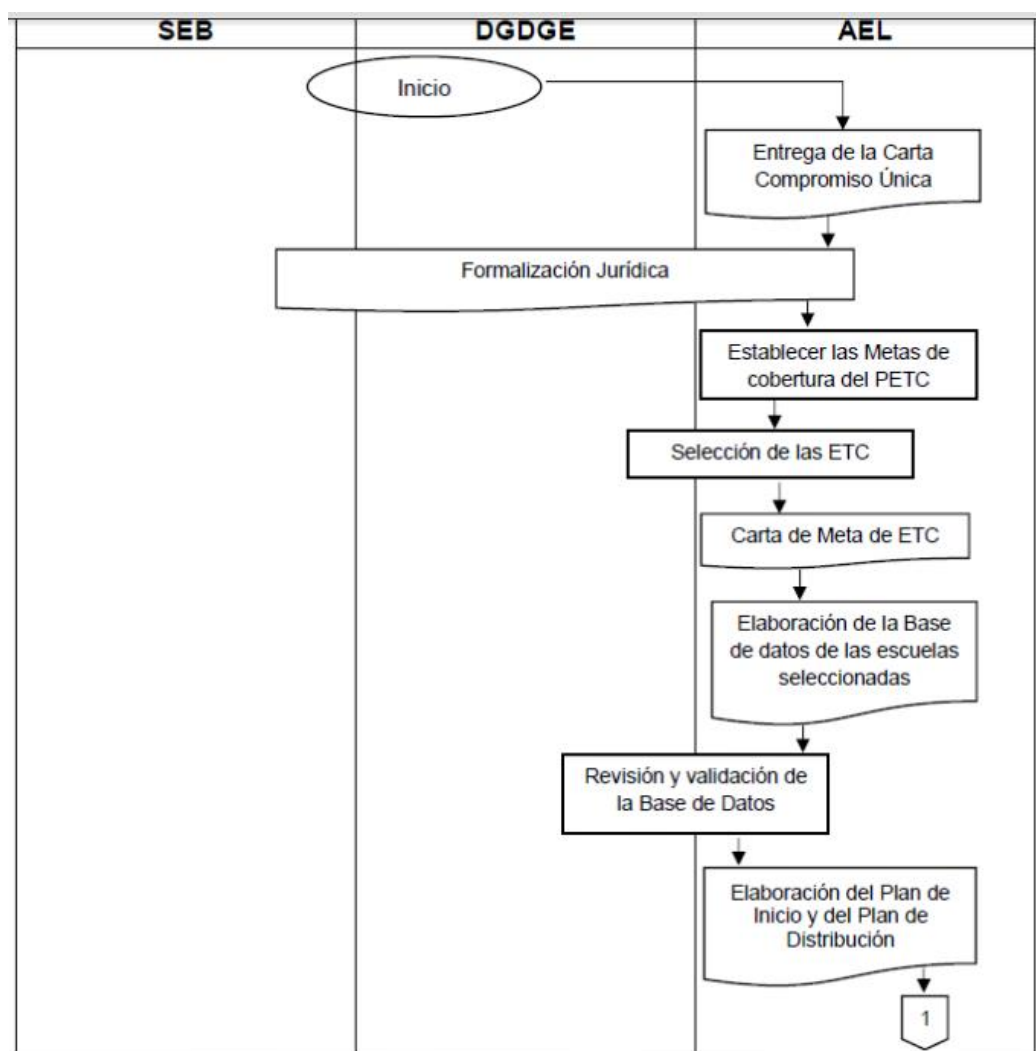 SEB
DGDGE
AEL
Inicio
Entrega de la Carta
Compromiso Única
Formalización Jurídica
Establecer las Metas de
cobertura del PETC
Selección de las ETC
Carta de Meta de ETC
Elaboración de la Base
de datos de las escuelas
seleccionadas
Revisión y validación de
la Base de Datos
Elaboración del Plan de
Inicio y del Plan de
Distribución
1